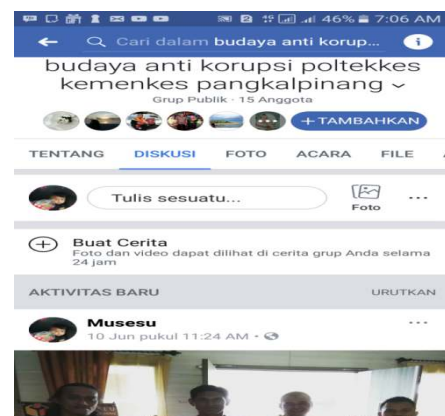 46% 7:06 AM
Cari dalam budaya anti korup...
budaya anti korupsi poltekkes
kemenkes pangkalpinang
Grup Publik · 15 Anggota
+ TAMBAHKAN
TENTANG DISKUSI FOTO ACARA FILE
Tulis sesuatu...
Foto
Buat Cerita
Foto dan video dapat dilihat di cerita grup Anda selama
24 jam
AKTIVITAS BARU URUTKAN
Musesu
10 Jun pukul 11:24 AM ·